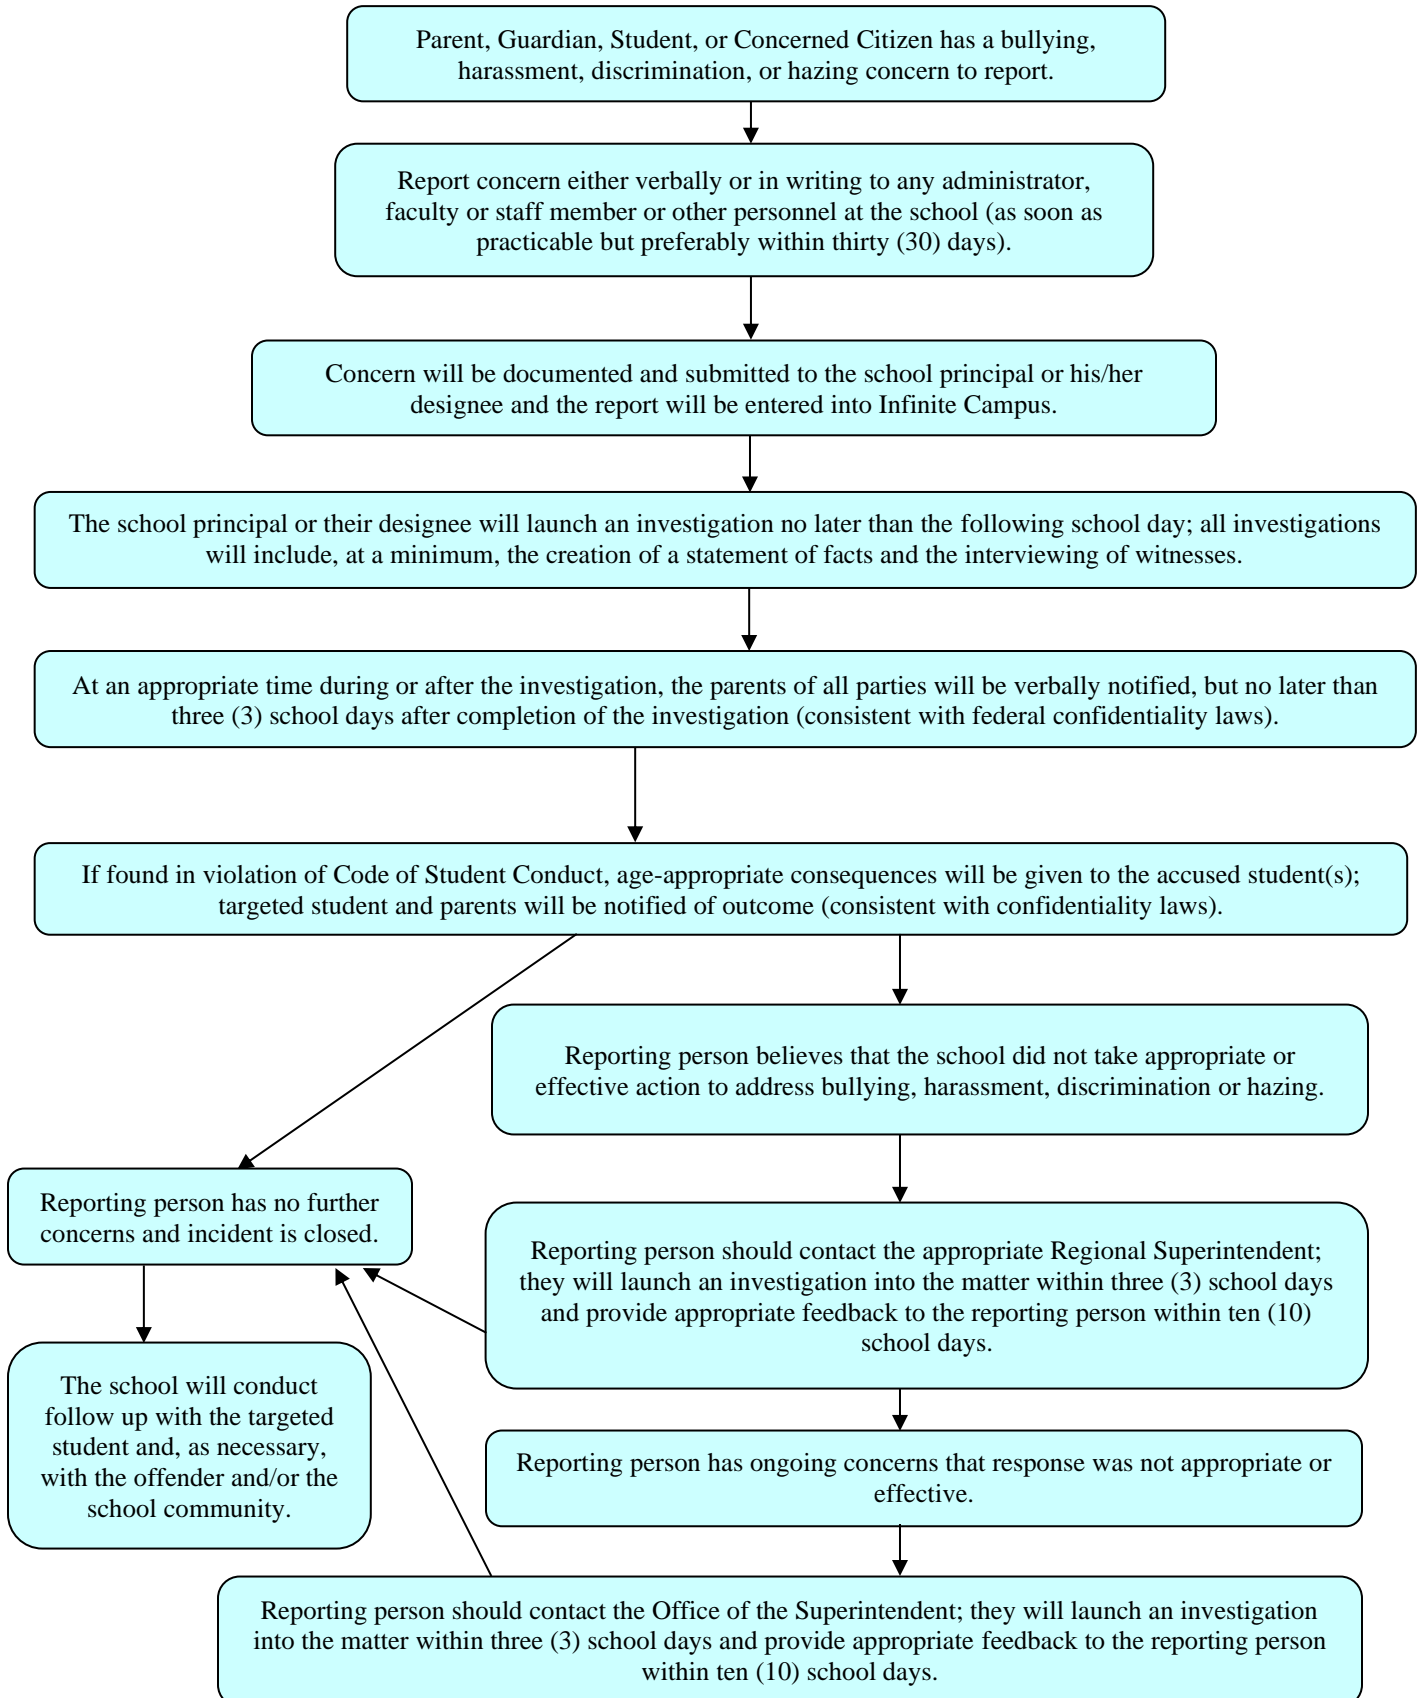 Parent, Guardian, Student, or Concerned Citizen has a bullying,
harassment, discrimination, or hazing concern to report.
Report concern either verbally or in writing to any administrator,
faculty or staff member or other personnel at the school (as soon as
practicable but preferably within thirty (30) days).
Concern will be documented and submitted to the school principal or his/her
designee and the report will be entered into Infinite Campus.
The school principal or their designee will launch an investigation no later than the following school day; all investigations
will include, at a minimum, the creation of a statement of facts and the interviewing of witnesses.
At an appropriate time during or after the investigation, the parents of all parties will be verbally notified, but no later than
three (3) school days after completion of the investigation (consistent with federal confidentiality laws).
If found in violation of Code of Student Conduct, age-appropriate consequences will be given to the accused student(s);
targeted student and parents will be notified of outcome (consistent with confidentiality laws).
Reporting person believes that the school did not take appropriate or
effective action to address bullying, harassment, discrimination or hazing.
Reporting person has no further
concerns and incident is closed.
Reporting person should contact the appropriate Regional Superintendent;
they will launch an investigation into the matter within three (3) school days
and provide appropriate feedback to the reporting person within ten (10)
school days.
The school will conduct
follow up with the targeted
student and, as necessary,
with the offender and/or the
school community.
Reporting person has ongoing concerns that response was not appropriate or
effective.
Reporting person should contact the Office of the Superintendent; they will launch an investigation
into the matter within three (3) school days and provide appropriate feedback to the reporting person
within ten (10) school days.